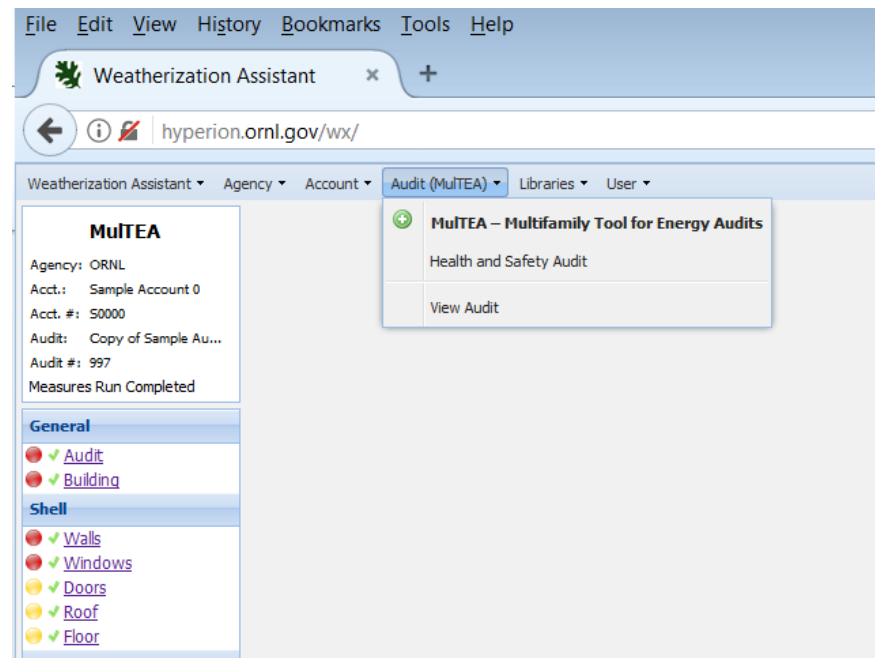 File Edit View History Bookmarks Tools Help
Weatherization Assistant × +
hyperion.ornl.gov/wx/
Weatherization Assistant Agency Account Audit (MulTEA) Libraries User
MulTEA – Multifamily Tool for Energy Audits
Health and Safety Audit
View Audit
MulTEA
Agency: ORNL
Acct.: Sample Account 0
Acct. #: S0000
Audit: Copy of Sample Au...
Audit #: 997
Measures Run Completed
General
Audit
Building
Shell
Walls
Windows
Doors
Roof
Floor